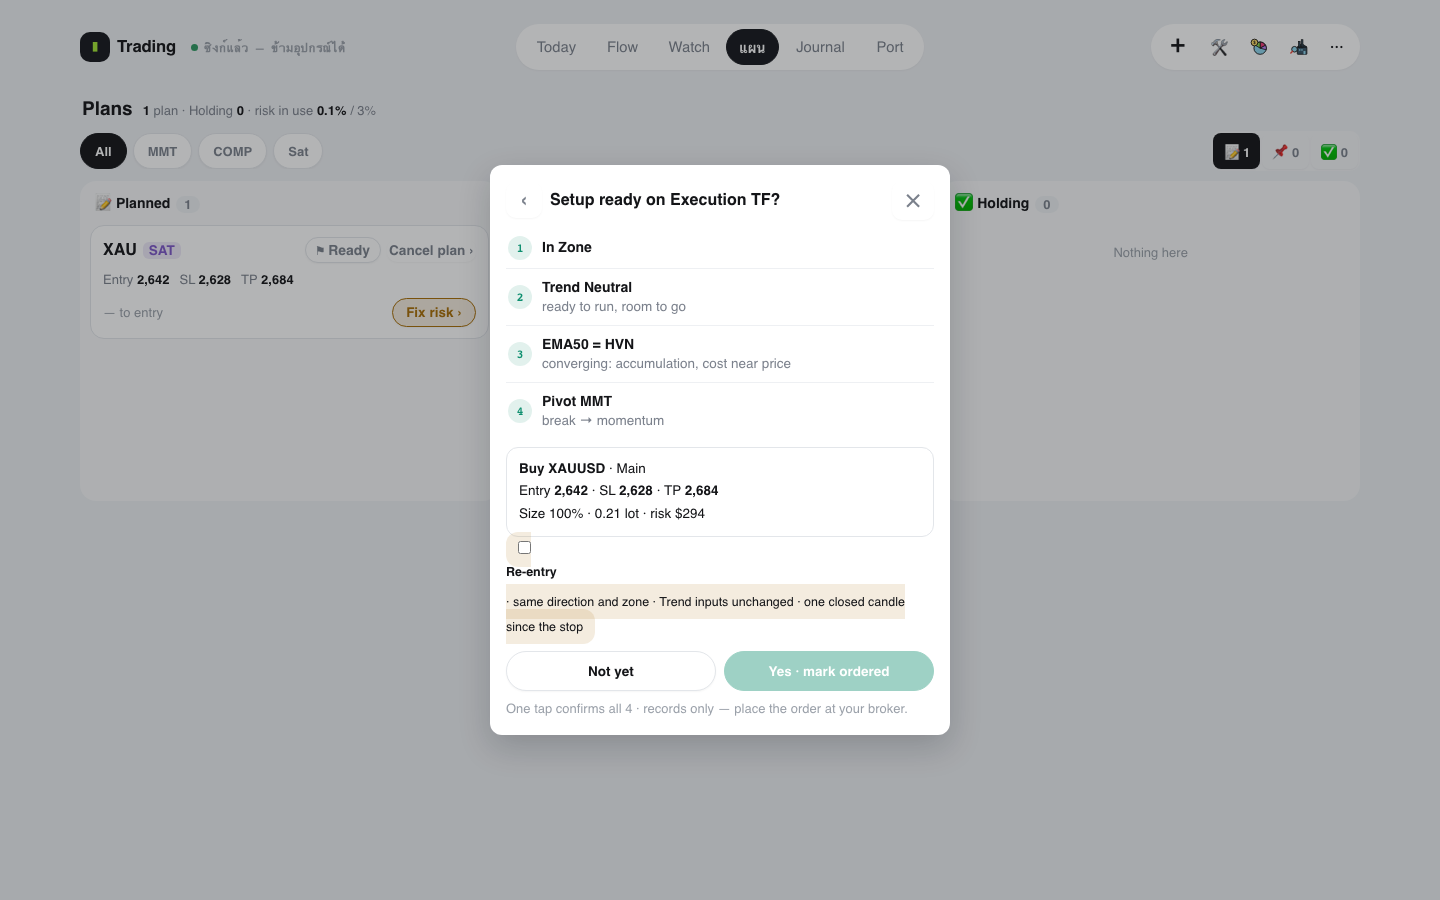 Trading
ซิงก์แล้ว — ข้ามอุปกรณ์ได้
Today Flow Watch แผน Journal Port
Plans 1 plan · Holding 0 · risk in use 0.1% / 3%
All MMT COMP Sat
1 0 0
Planned 1
XAU SAT Ready Cancel plan ›
Entry 2,642 SL 2,628 TP 2,684
— to entry Fix risk ›
Holding 0
Nothing here
‹ Setup ready on Execution TF?
1 In Zone
2 Trend Neutral
ready to run, room to go
3 EMA50 = HVN
converging: accumulation, cost near price
4 Pivot MMT
break → momentum
Buy XAUUSD · Main
Entry 2,642 · SL 2,628 · TP 2,684
Size 100% · 0.21 lot · risk $294
Re-entry
· same direction and zone · Trend inputs unchanged · one closed candle
since the stop
Not yet Yes · mark ordered
One tap confirms all 4 · records only — place the order at your broker.